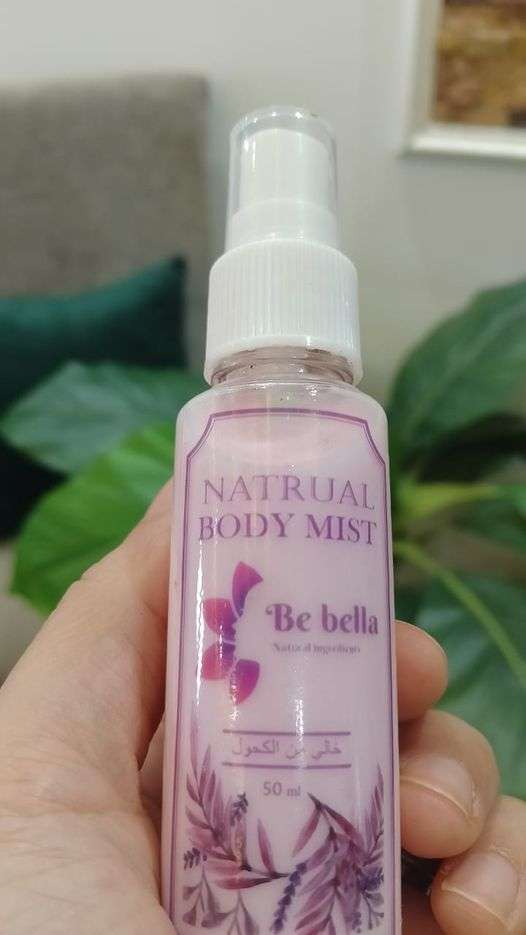 NATRUAL
BODY MIST
Be bella
Natural ingredients
خالي من الكحول
50 ml